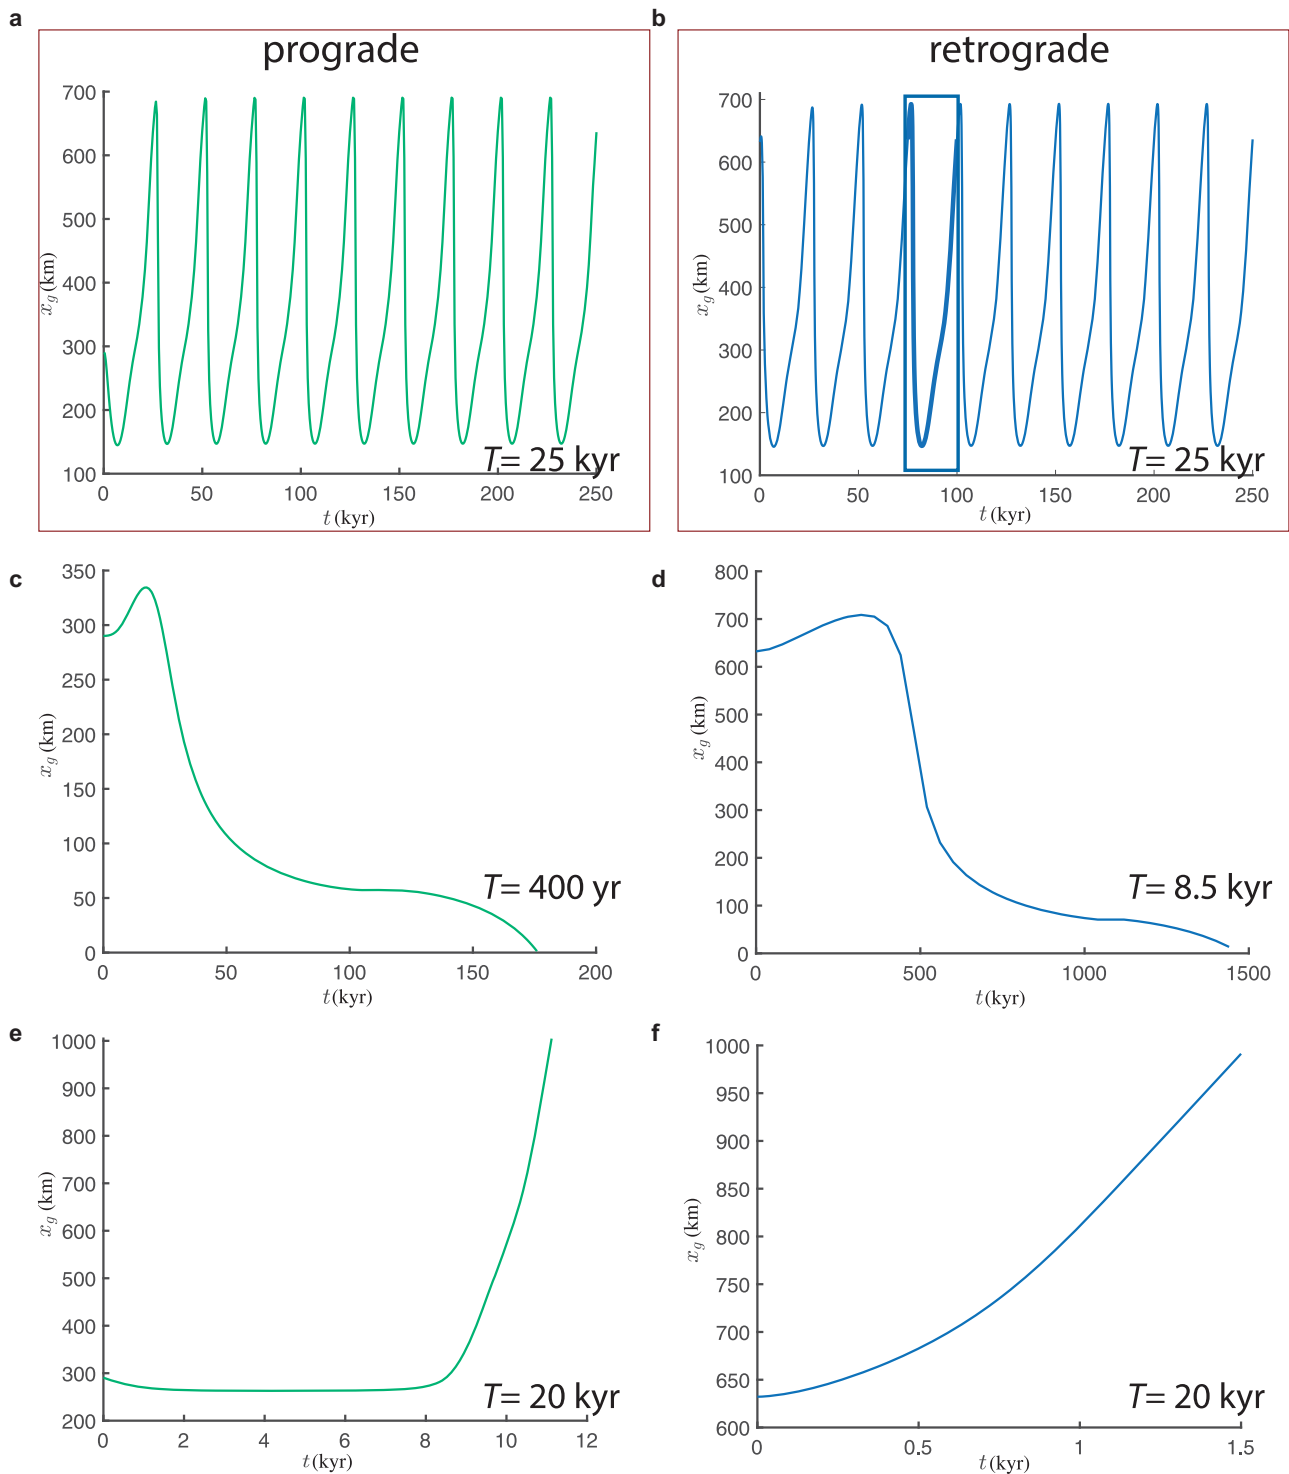 a
prograde
700
600
500
400
300
200
100
x_g (km)
0 50 100 150 200 250
t (kyr)
T= 25 kyr
b
retrograde
700
600
500
400
300
200
100
x_g (km)
0 50 100 150 200 250
t (kyr)
T= 25 kyr
c
350
300
250
200
150
100
50
0
x_g (km)
0 50 100 150 200
t (kyr)
T= 400 yr
d
800
700
600
500
400
300
200
100
0
x_g (km)
0 500 1000 1500
t (kyr)
T= 8.5 kyr
e
1000
900
800
700
600
500
400
300
200
x_g (km)
0 2 4 6 8 10 12
t (kyr)
T= 20 kyr
f
1000
950
900
850
800
750
700
650
600
x_g (km)
0 0.5 1 1.5
t (kyr)
T= 20 kyr